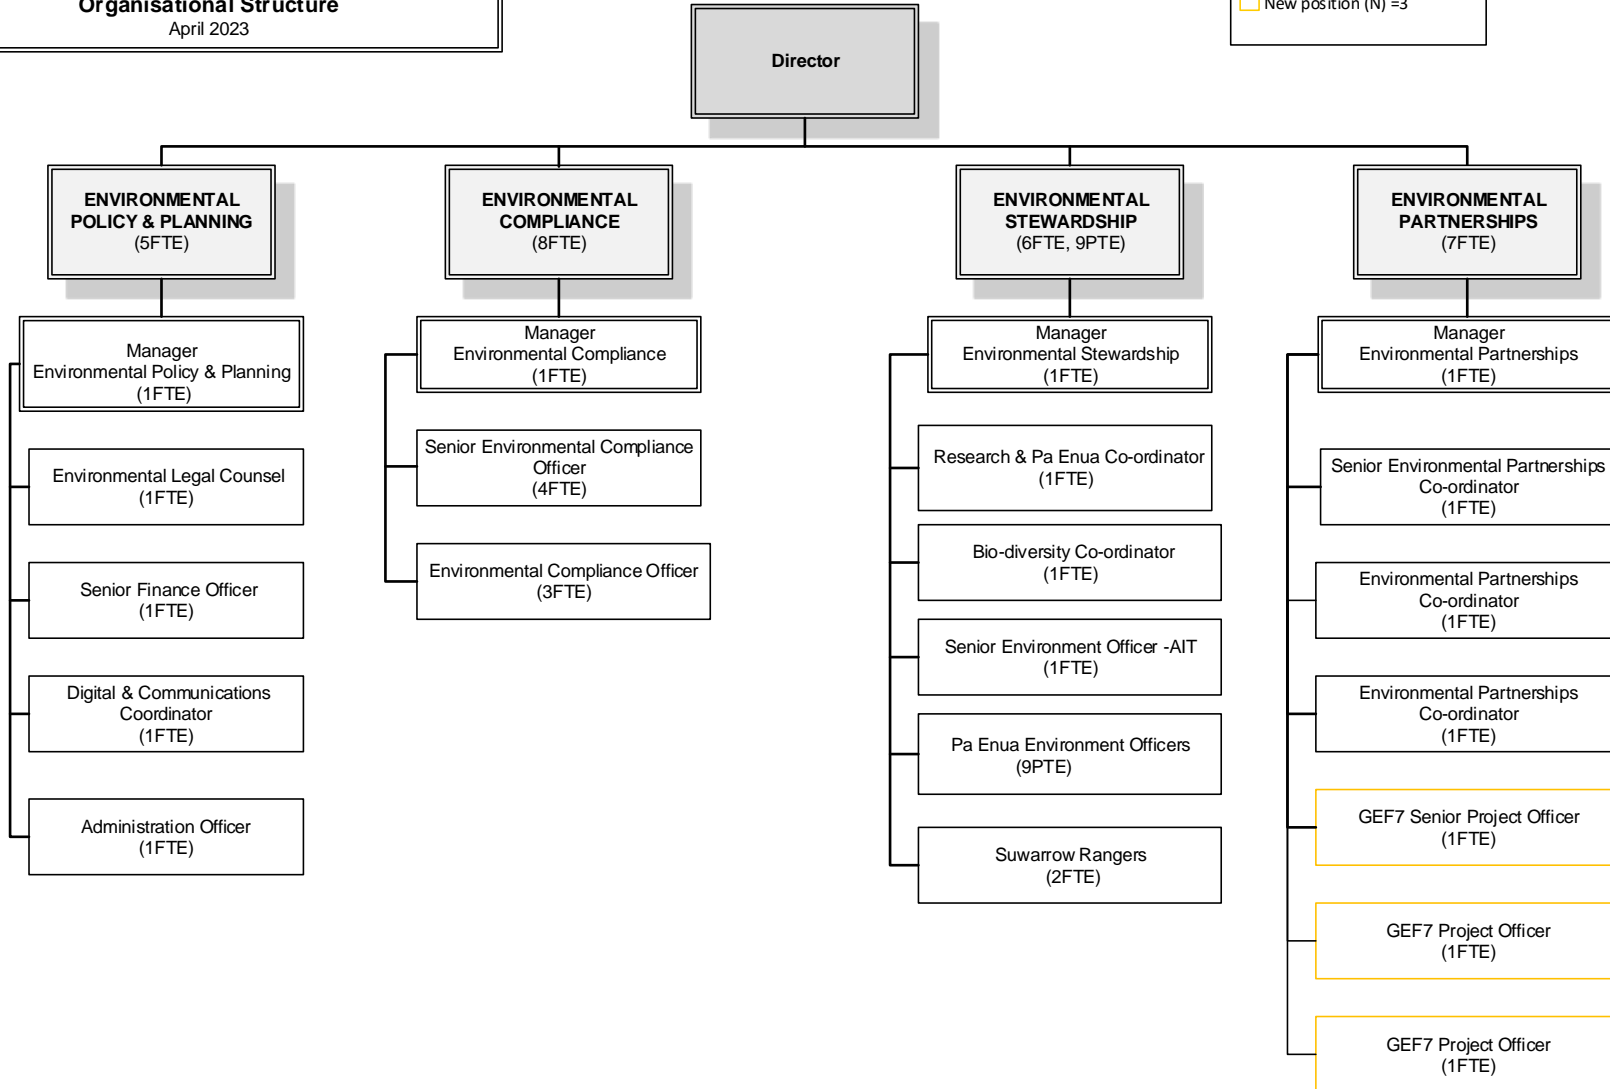 Organisational Structure
April 2023
New position (N) =3
Director
ENVIRONMENTAL
POLICY & PLANNING
(5FTE)
ENVIRONMENTAL
COMPLIANCE
(8FTE)
ENVIRONMENTAL
STEWARDSHIP
(6FTE, 9PTE)
ENVIRONMENTAL
PARTNERSHIPS
(7FTE)
Manager
Environmental Policy & Planning
(1FTE)
Environmental Legal Counsel
(1FTE)
Senior Finance Officer
(1FTE)
Digital & Communications
Coordinator
(1FTE)
Administration Officer
(1FTE)
Manager
Environmental Compliance
(1FTE)
Senior Environmental Compliance
Officer
(4FTE)
Environmental Compliance Officer
(3FTE)
Manager
Environmental Stewardship
(1FTE)
Research & Pa Enua Co-ordinator
(1FTE)
Bio-diversity Co-ordinator
(1FTE)
Senior Environment Officer -AIT
(1FTE)
Pa Enua Environment Officers
(9PTE)
Suwarrow Rangers
(2FTE)
Manager
Environmental Partnerships
(1FTE)
Senior Environmental Partnerships
Co-ordinator
(1FTE)
Environmental Partnerships
Co-ordinator
(1FTE)
Environmental Partnerships
Co-ordinator
(1FTE)
GEF7 Senior Project Officer
(1FTE)
GEF7 Project Officer
(1FTE)
GEF7 Project Officer
(1FTE)